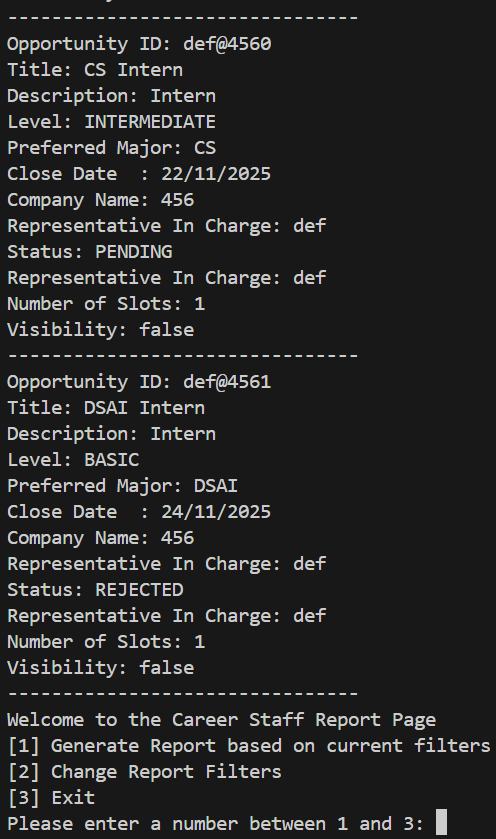 --------------------------------
Opportunity ID: def@4560
Title: CS Intern
Description: Intern
Level: INTERMEDIATE
Preferred Major: CS
Close Date  : 22/11/2025
Company Name: 456
Representative In Charge: def
Status: PENDING
Representative In Charge: def
Number of Slots: 1
Visibility: false
--------------------------------
Opportunity ID: def@4561
Title: DSAI Intern
Description: Intern
Level: BASIC
Preferred Major: DSAI
Close Date  : 24/11/2025
Company Name: 456
Representative In Charge: def
Status: REJECTED
Representative In Charge: def
Number of Slots: 1
Visibility: false
--------------------------------
Welcome to the Career Staff Report Page
[1] Generate Report based on current filters
[2] Change Report Filters
[3] Exit
Please enter a number between 1 and 3: